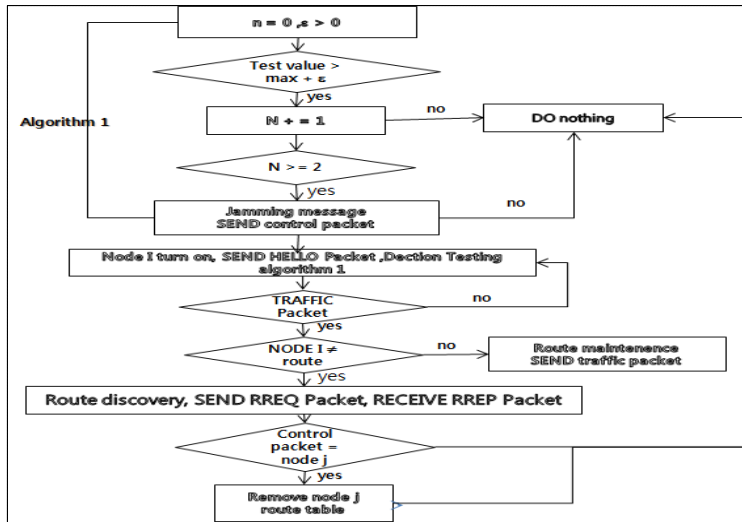 n = 0 ,ε > 0
Test value >
max + ε
yes
no
Algorithm 1
N + = 1
DO nothing
N >= 2
yes
no
Jamming message
SEND control packet
Node I turn on, SEND HELLO Packet ,Dection Testing
algorithm 1
TRAFFIC
Packet
no
yes
NODE I ≠
route
no
Route maintenence
SEND traffic packet
yes
Route discovery, SEND RREQ Packet, RECEIVE RREP Packet
Control
packet =
node j
yes
Remove node j
route table